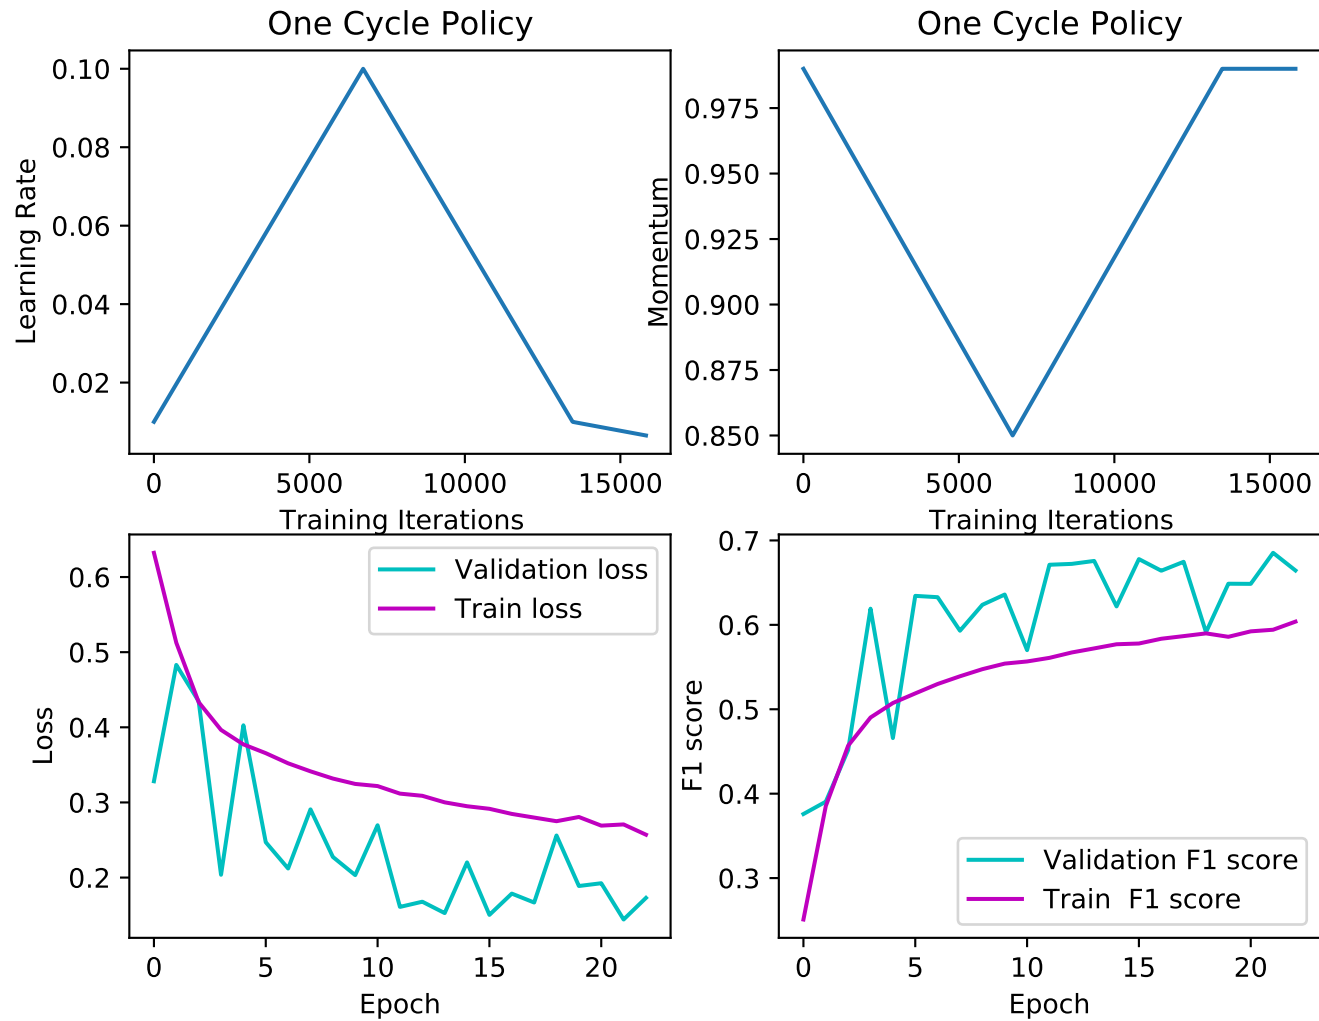 One Cycle Policy
Learning Rate
0.10
0.08
0.06
0.04
0.02
0 5000 10000 15000
Training Iterations
One Cycle Policy
Momentum
0.975
0.950
0.925
0.900
0.875
0.850
0 5000 10000 15000
Training Iterations
Loss
0.6
0.5
0.4
0.3
0.2
Validation loss
Train loss
0 5 10 15 20
Epoch
F1 score
0.7
0.6
0.5
0.4
0.3
Validation F1 score
Train  F1 score
0 5 10 15 20
Epoch